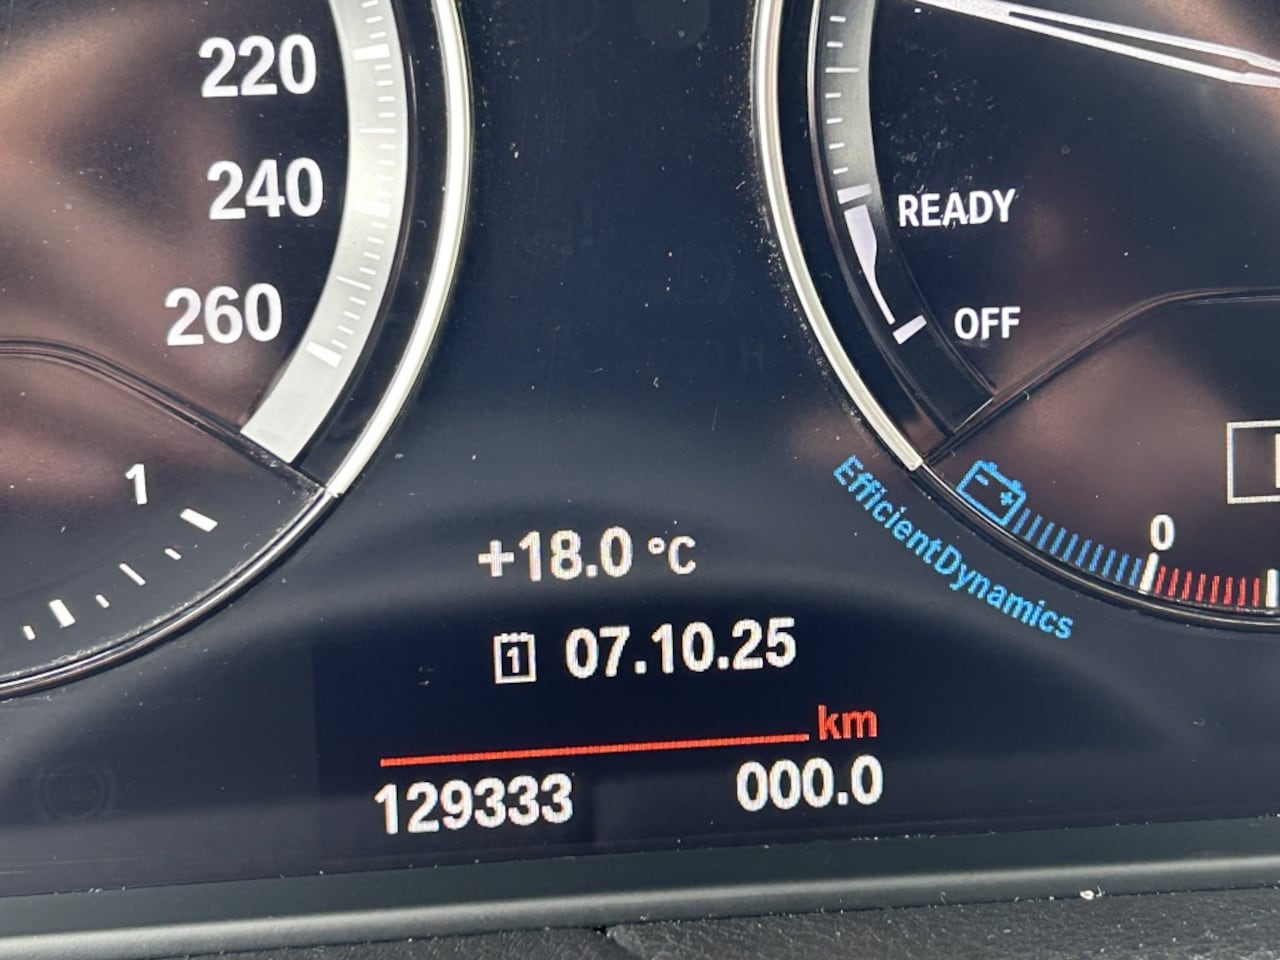 220
240
260
READY
OFF
1
0
EfficientDynamics
+18.0 °C
1 07.10.25
km
129333 000.0